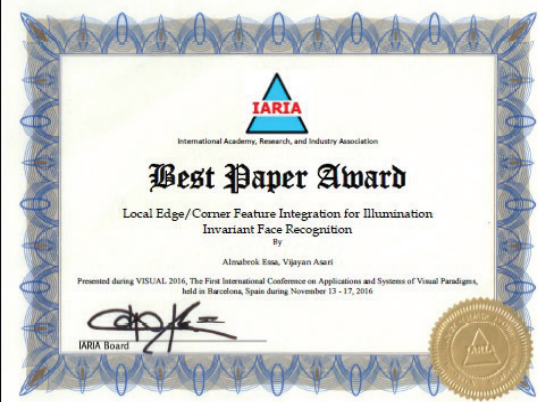 IARIA
International Academy, Research, and Industry Association
Best Paper Award
Local Edge/Corner Feature Integration for Illumination
Invariant Face Recognition
By
Almabrok Essa, Vijayan Asari
Presented during VISUAL 2016, The First International Conference on Applications and Systems of Visual Paradigms,
held in Barcelona, Spain during November 13 - 17, 2016
IARIA Board
IARIA